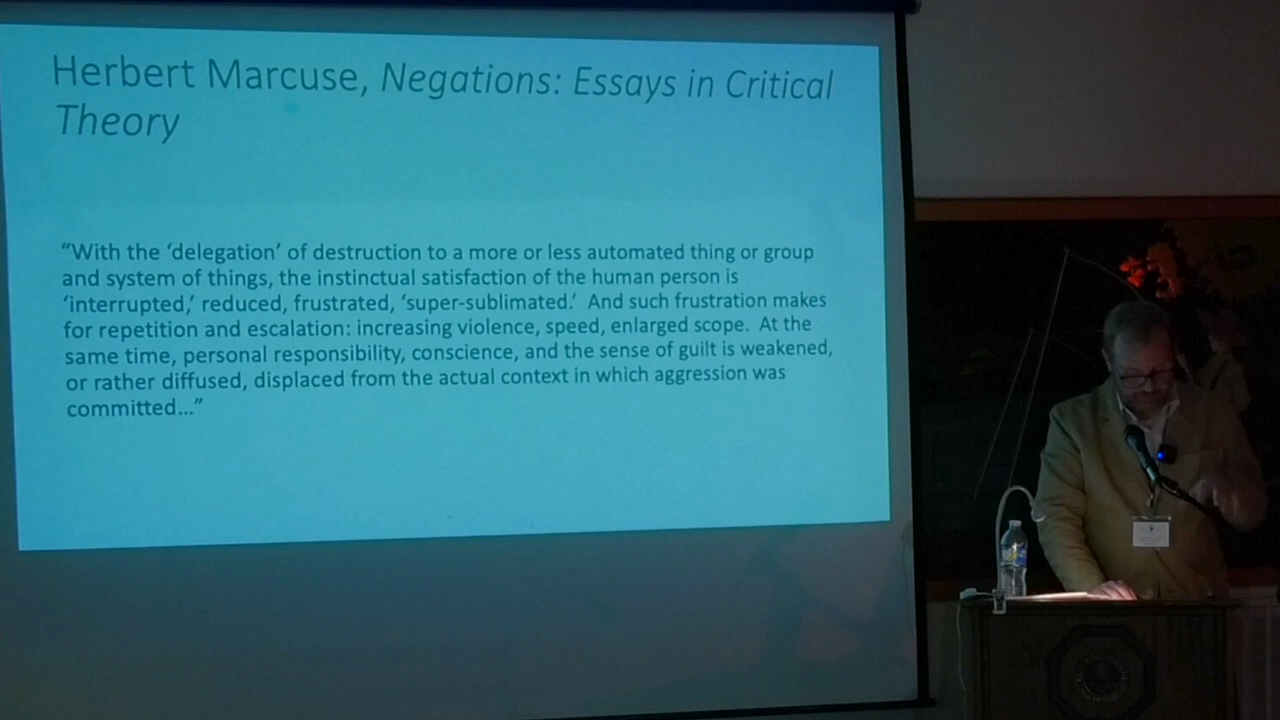 Herbert Marcuse, Negations: Essays in Critical
Theory
“With the ‘delegation’ of destruction to a more or less automated thing or group
and system of things, the instinctual satisfaction of the human person is
‘interrupted,’ reduced, frustrated, ‘super-sublimated.’ And such frustration makes
for repetition and escalation: increasing violence, speed, enlarged scope. At the
same time, personal responsibility, conscience, and the sense of guilt is weakened,
or rather diffused, displaced from the actual context in which aggression was
committed...”